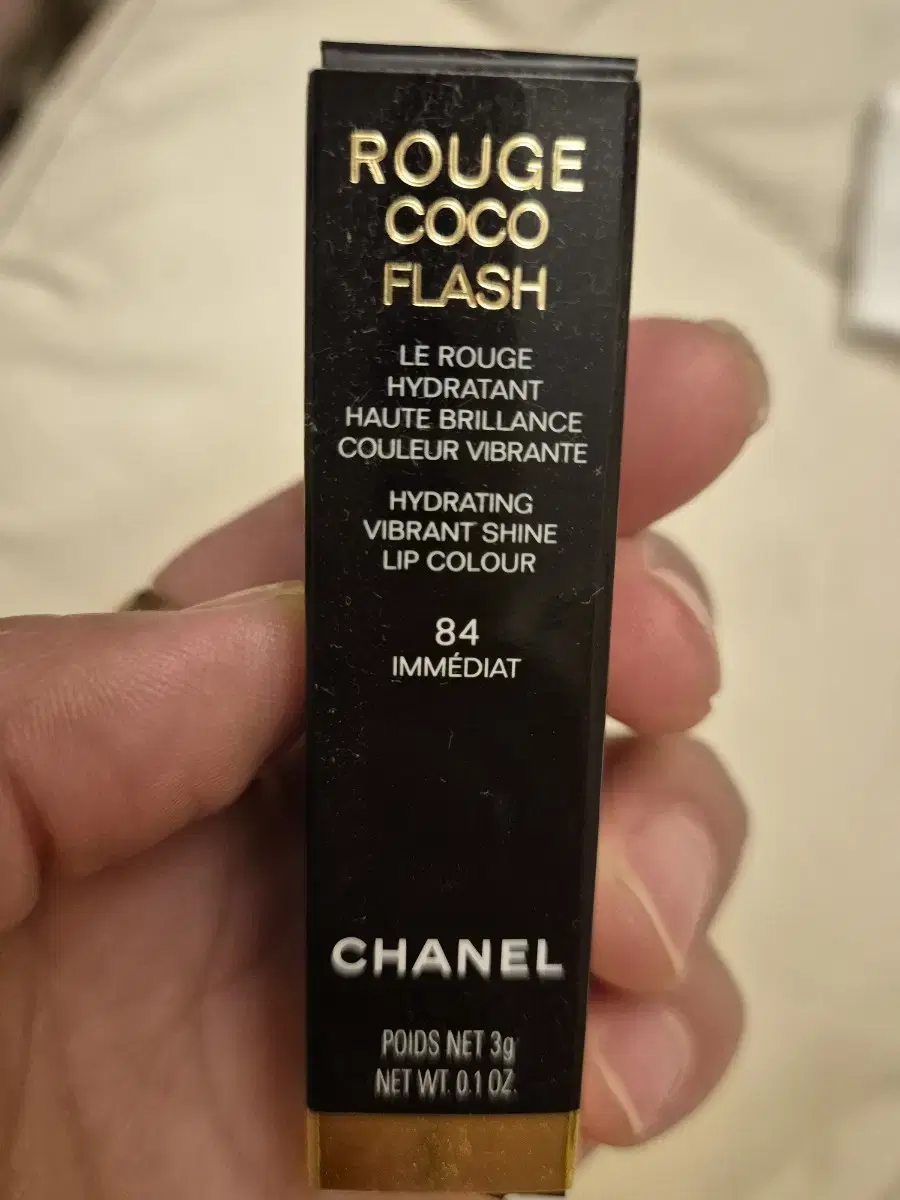 ROUGE
COCO
FLASH
LE ROUGE
HYDRATANT
HAUTE BRILLANCE
COULEUR VIBRANTE
HYDRATING
VIBRANT SHINE
LIP COLOUR
84
IMMÉDIAT
CHANEL
POIDS NET 3g
NET WT. 0.1 OZ.